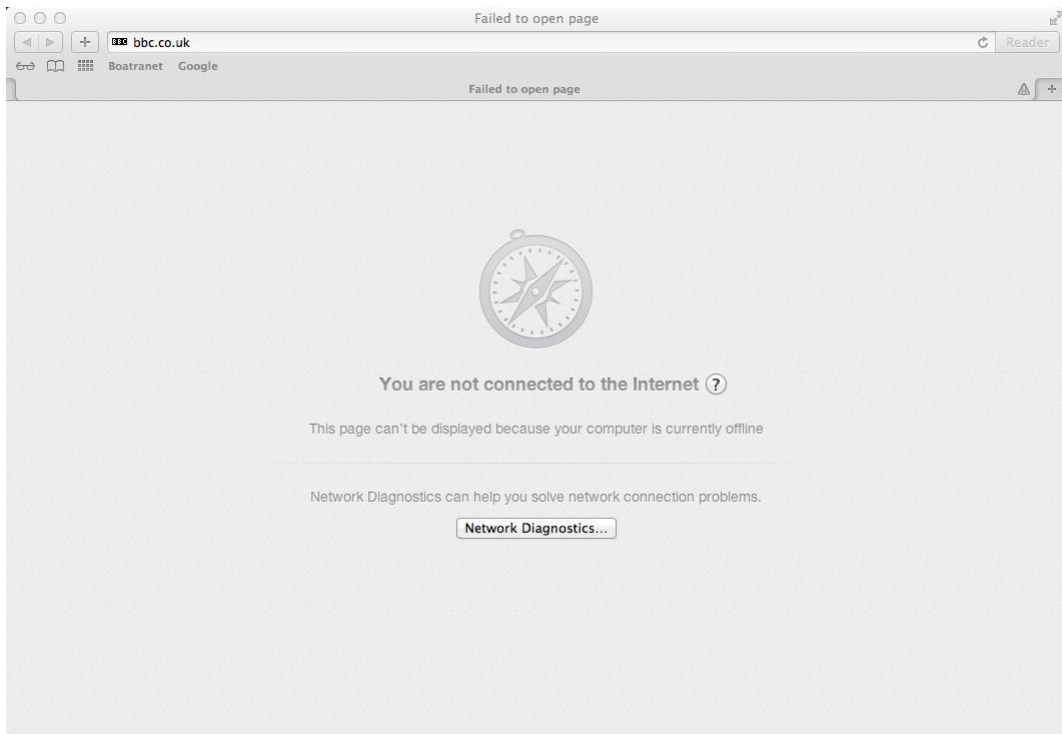 Failed to open page
BBC bbc.co.uk
Reader
Boatranet Google
Failed to open page
You are not connected to the Internet ?
This page can't be displayed because your computer is currently offline
Network Diagnostics can help you solve network connection problems.
Network Diagnostics...